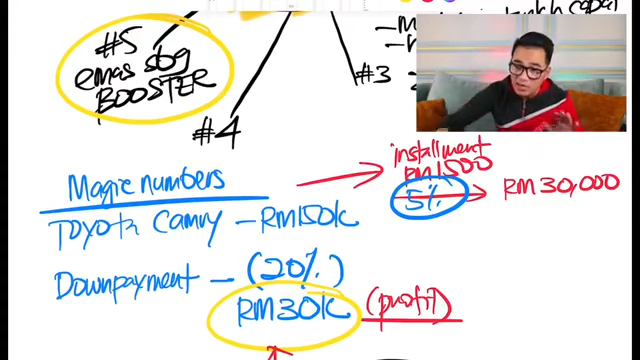 #5
emas sbg
BOOSTER
#4
#3
installment
RM1500
5%
RM30,000
Magic numbers
Toyota Camry - RM150k
Downpayment - (20%)
RM30k (profit)